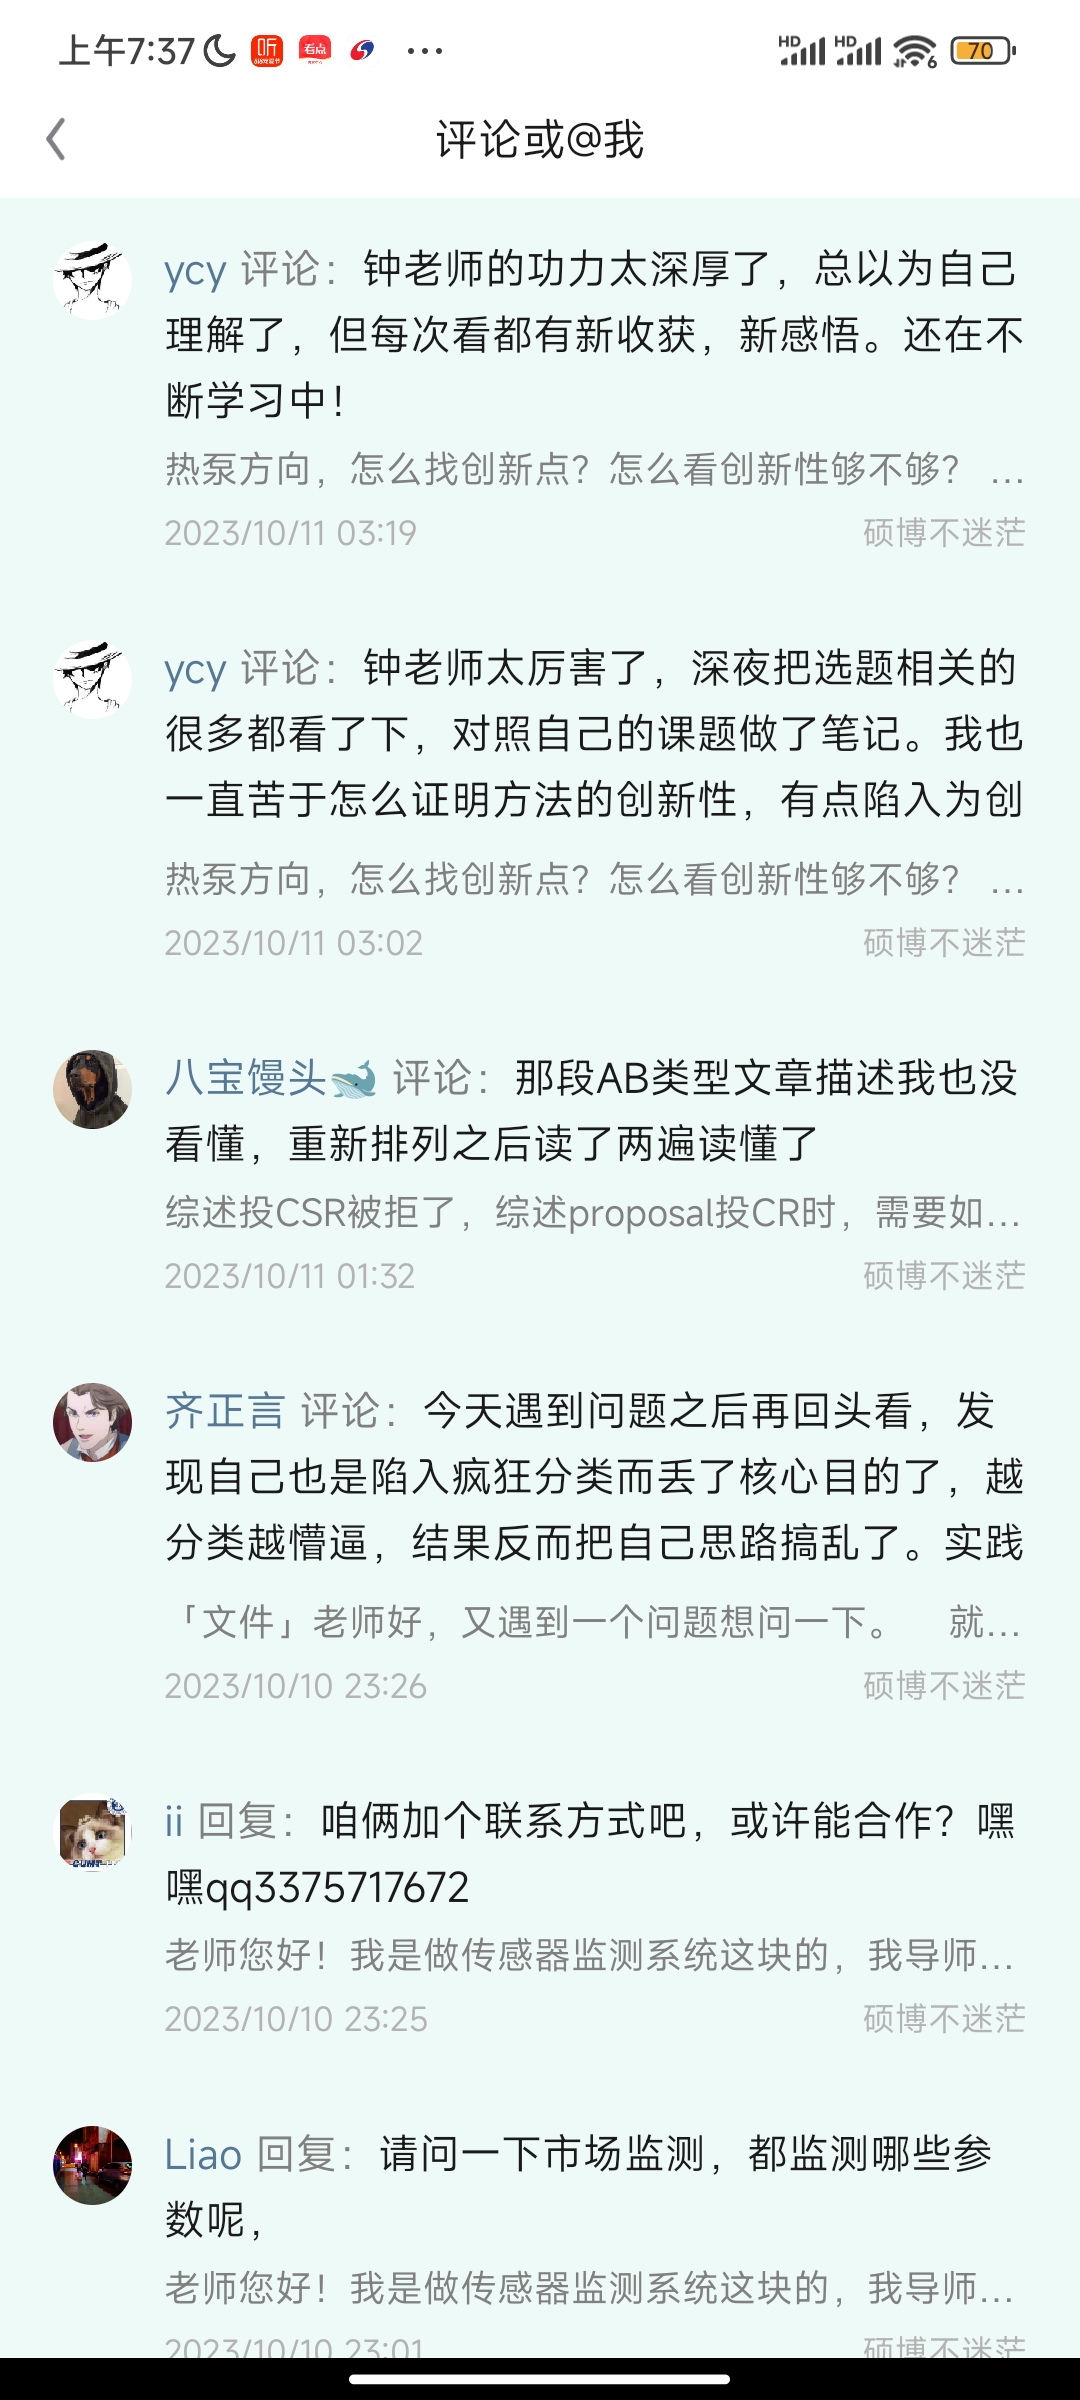 上午7:37
HD HD 6 70
评论或@我
ycy 评论：钟老师的功力太深厚了，总以为自己
理解了，但每次看都有新收获，新感悟。还在不
断学习中！
热泵方向，怎么找创新点？怎么看创新性够不够？ …
2023/10/11 03:19 硕博不迷茫
ycy 评论：钟老师太厉害了，深夜把选题相关的
很多都看了下，对照自己的课题做了笔记。我也
一直苦于怎么证明方法的创新性，有点陷入为创
热泵方向，怎么找创新点？怎么看创新性够不够？ …
2023/10/11 03:02 硕博不迷茫
八宝馒头🐳 评论：那段AB类型文章描述我也没
看懂，重新排列之后读了两遍读懂了
综述投CSR被拒了，综述proposal投CR时，需要如…
2023/10/11 01:32 硕博不迷茫
齐正言 评论：今天遇到问题之后再回头看，发
现自己也是陷入疯狂分类而丢了核心目的了，越
分类越懵逼，结果反而把自己思路搞乱了。实践
「文件」老师好，又遇到一个问题想问一下。 就…
2023/10/10 23:26 硕博不迷茫
ii 回复：咱俩加个联系方式吧，或许能合作？嘿
嘿qq3375717672
老师您好！我是做传感器监测系统这块的，我导师…
2023/10/10 23:25 硕博不迷茫
Liao 回复：请问一下市场监测，都监测哪些参
数呢，
老师您好！我是做传感器监测系统这块的，我导师…
2023/10/10 23:01 硕博不迷茫